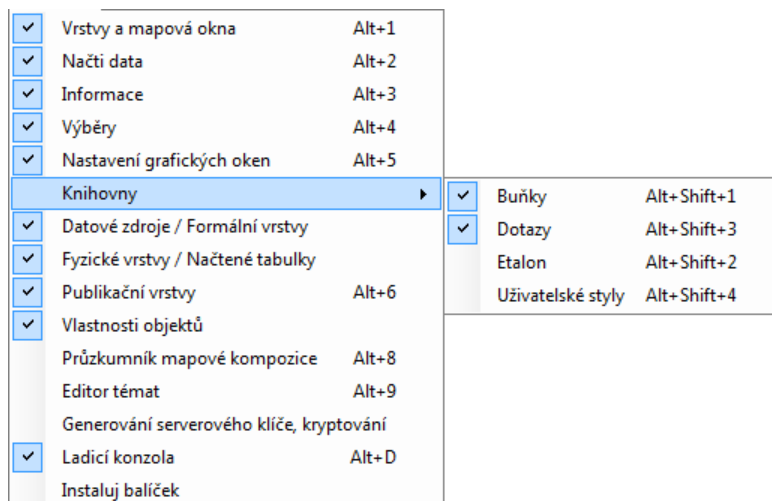 Vrstvy a mapová okna Alt+1
Načti data Alt+2
Informace Alt+3
Výběry Alt+4
Nastavení grafických oken Alt+5
Knihovny
Datové zdroje / Formální vrstvy
Fyzické vrstvy / Načtené tabulky
Publikační vrstvy Alt+6
Vlastnosti objektů
Průzkumník mapové kompozice Alt+8
Editor témat Alt+9
Generování serverového klíče, kryptování
Ladicí konzola Alt+D
Instaluj balíček
Buňky Alt+Shift+1
Dotazy Alt+Shift+3
Etalon Alt+Shift+2
Uživatelské styly Alt+Shift+4